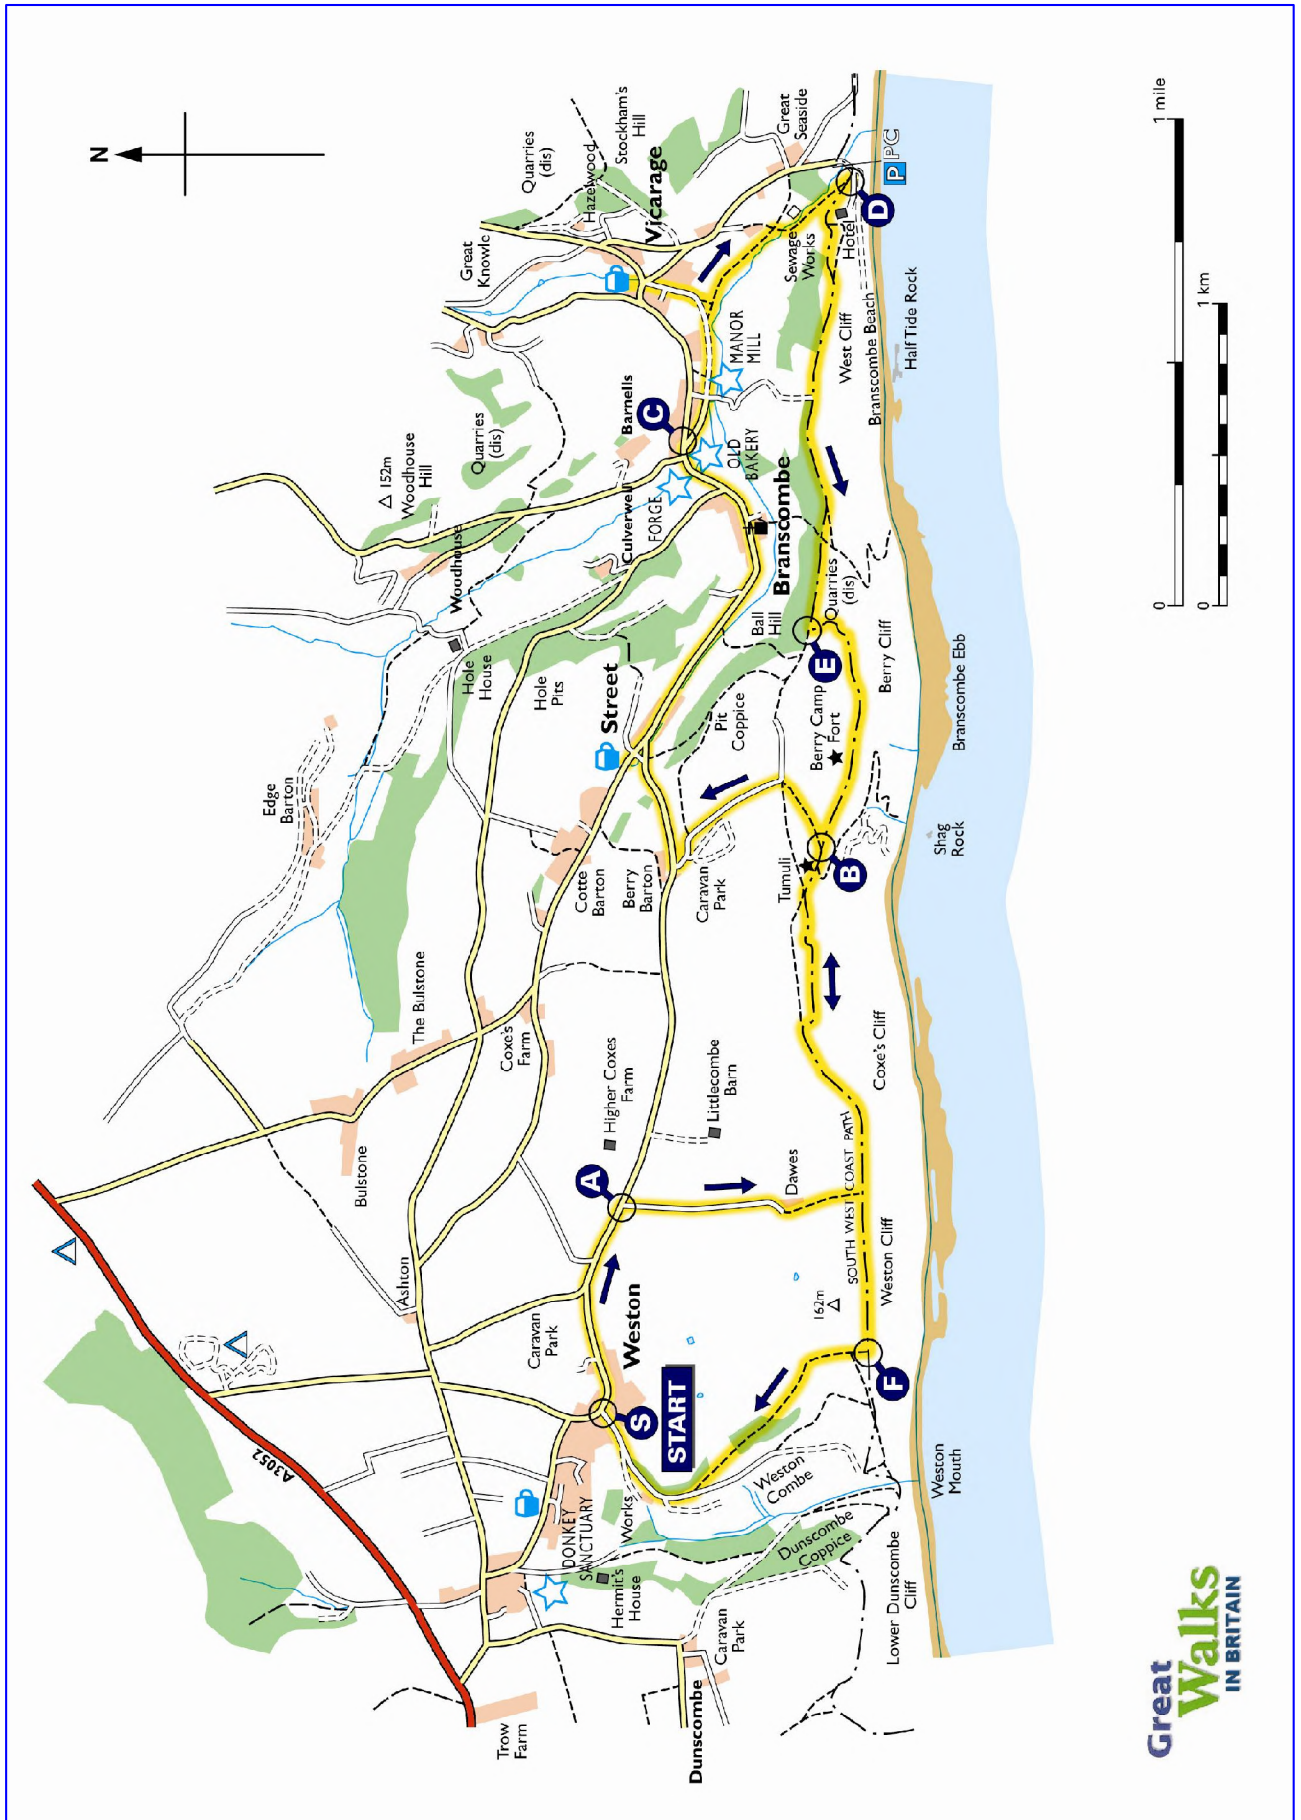 N
Quarries
(dis)
Stockham's
Hill
Hazelwood
Vicarage
Great
Knowle
Great
Seaside
P PC
D
Sewage
Works
Hotel
West Cliff
Branscombe Beach
Half Tide Rock
MANOR
MILL
Barnells
C
OLD
BAKERY
FORGE
Culverwell
Quarries
(dis)
152m
Woodhouse
Hill
Woodhouse
Branscombe
Ball
Hill
Quarries
(dis)
E
Berry Cliff
Branscombe Ebb
Hole
House
Hole
Pits
Street
Pit
Coppice
Berry Camp
Fort
Edge
Barton
Cotte
Barton
Berry
Barton
Caravan
Park
Tumuli
B
Shag
Rock
The Bulstone
Coxe's
Farm
Higher Coxes
Farm
Littlecombe
Barn
Coxe's Cliff
Bulstone
A
Dawes
SOUTH WEST COAST PATH
Weston Cliff
162m
Ashton
Caravan
Park
Weston
S
START
F
A3052
Weston
Combe
Weston
Mouth
DONKEY
SANCTUARY
Works
Hermit's
House
Dunscombe
Coppice
Lower Dunscombe
Cliff
Caravan
Park
Trow
Farm
Dunscombe
0
1 mile
0
1 km
Great
Walks
IN BRITAIN